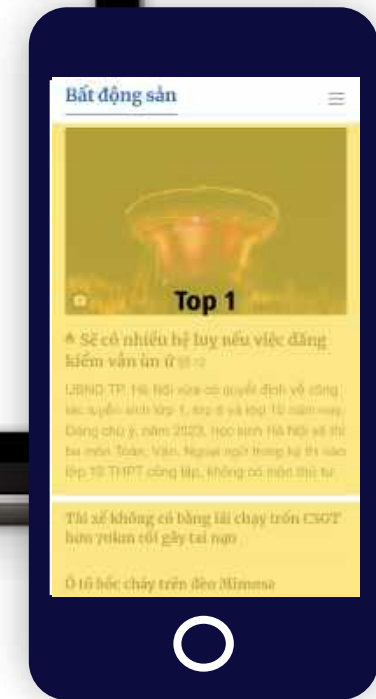 Bất động sản
Top 1
Sẽ có nhiều hệ lụy nếu việc đăng
kiểm vẫn ùn ứ
UBND TP. Hà Nội vừa có quyết định về công
tác tuyển sinh lớp 1, lớp 6 và lớp 10 năm nay.
Đáng chú ý, năm 2023, học sinh Hà Nội sẽ thi
ba môn Toán, Văn, Ngoại ngữ trong kỳ thi vào
lớp 10 THPT công lập, không có môn thứ tư.
Tài xế không có bằng lái chạy trốn CSGT
hơn 70km rồi gây tai nạn
Ô tô bốc cháy trên đèo Mimosa